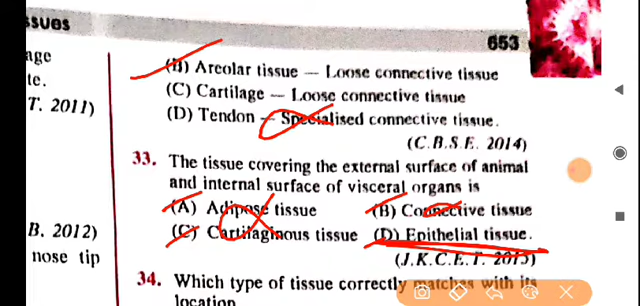 ssues
653
age
te.
T. 2011)
(B) Areolar tissue — Loose connective tissue
(C) Cartilage — Loose connective tissue
(D) Tendon — Specialised connective tissue.
(C.B.S.E. 2014)
33. The tissue covering the external surface of animal
and internal surface of visceral organs is
(A) Adipose tissue (B) Connective tissue
(C) Cartilaginous tissue (D) Epithelial tissue.
(J.K.C.E.T. 2015)
B. 2012)
nose tip
34. Which type of tissue correctly matches with its
location